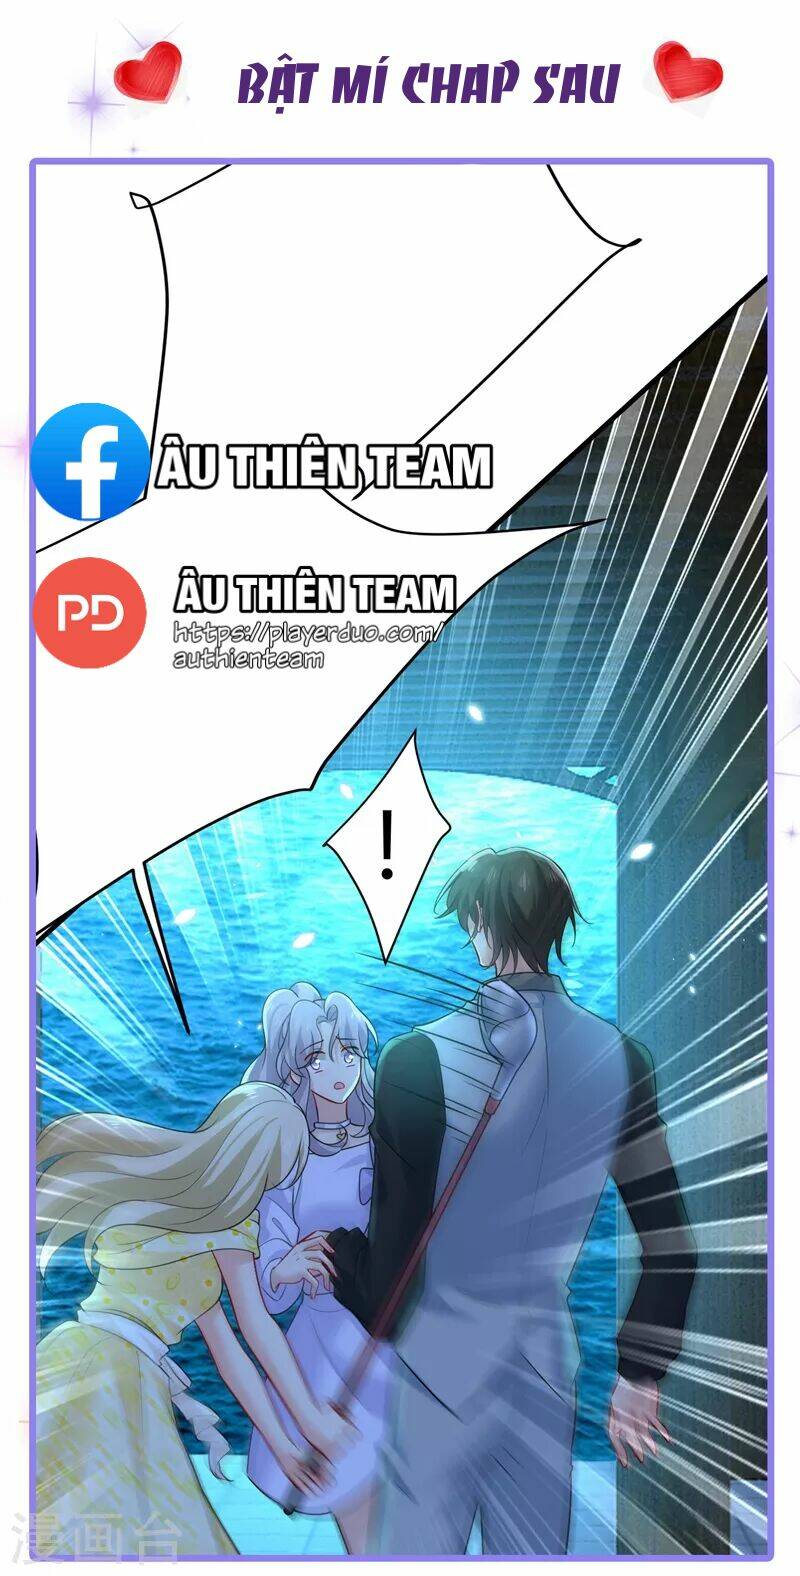 BẬT MÍ CHAP SAU
ÂU THIÊN TEAM
PD
ÂU THIÊN TEAM
https://playerduo.com/
authienteam
!
漫画台